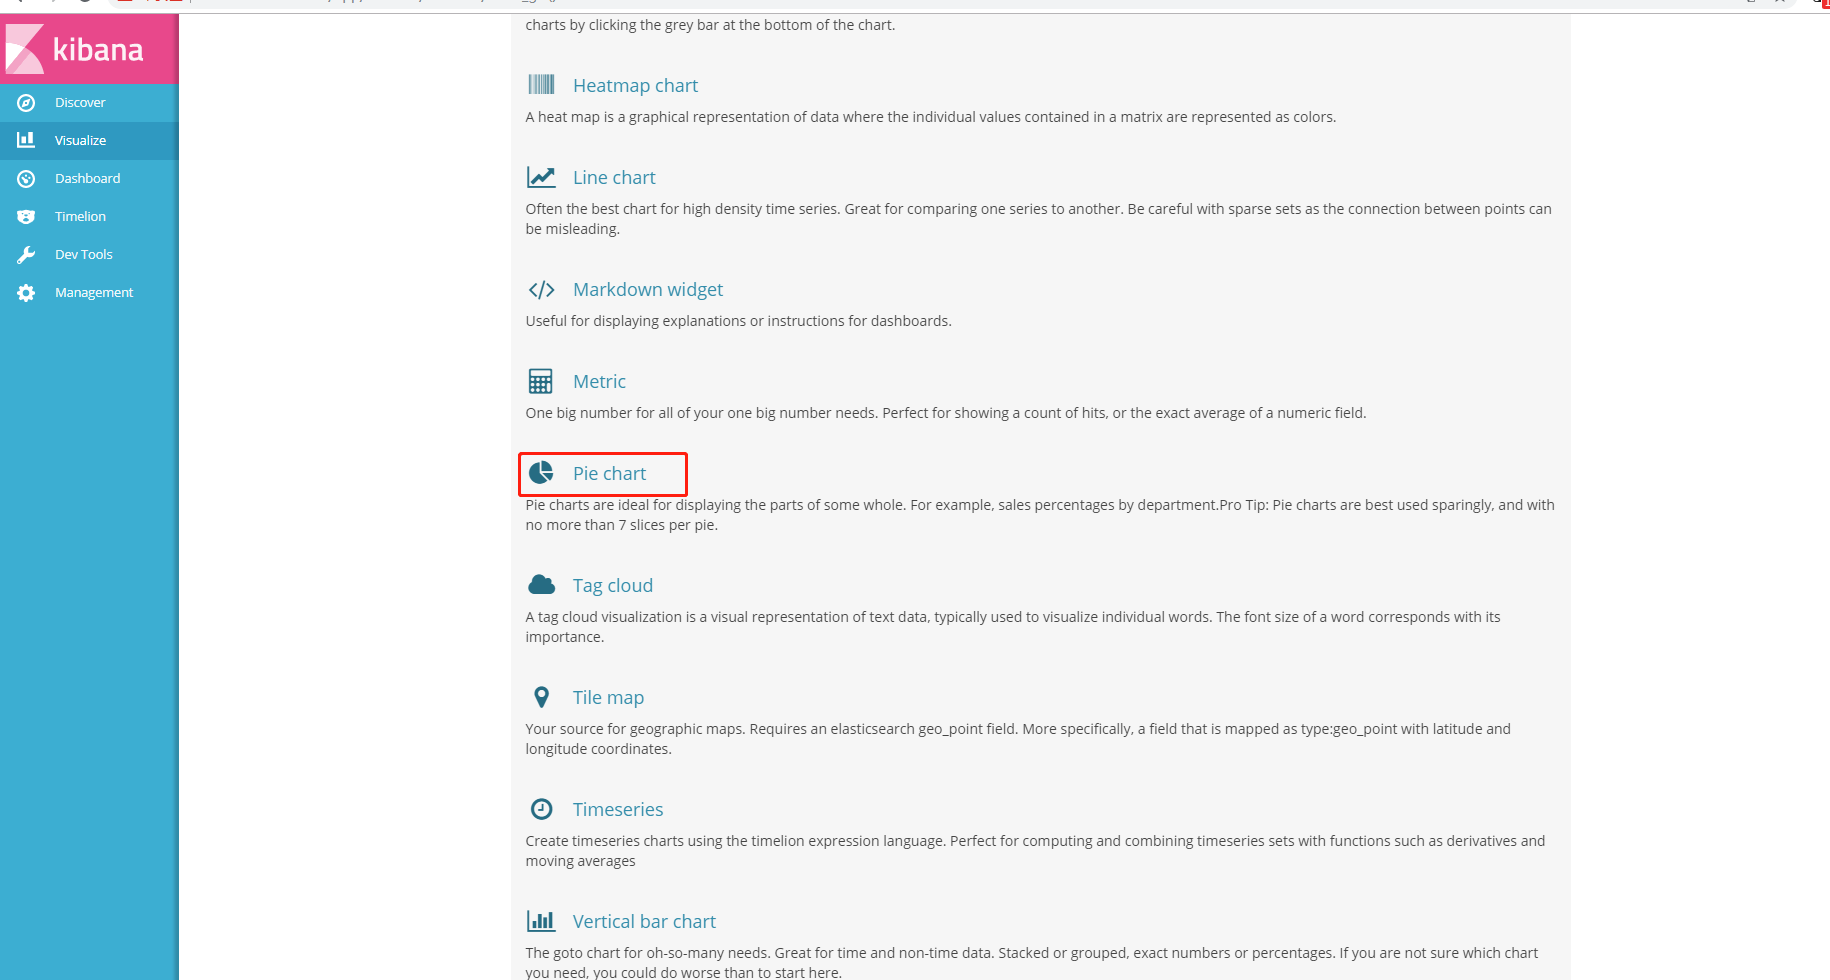 kibana
Discover
Visualize
Dashboard
Timelion
Dev Tools
Management
charts by clicking the grey bar at the bottom of the chart.
Heatmap chart
A heat map is a graphical representation of data where the individual values contained in a matrix are represented as colors.
Line chart
Often the best chart for high density time series. Great for comparing one series to another. Be careful with sparse sets as the connection between points can
be misleading.
Markdown widget
Useful for displaying explanations or instructions for dashboards.
Metric
One big number for all of your one big number needs. Perfect for showing a count of hits, or the exact average of a numeric field.
Pie chart
Pie charts are ideal for displaying the parts of some whole. For example, sales percentages by department.Pro Tip: Pie charts are best used sparingly, and with
no more than 7 slices per pie.
Tag cloud
A tag cloud visualization is a visual representation of text data, typically used to visualize individual words. The font size of a word corresponds with its
importance.
Tile map
Your source for geographic maps. Requires an elasticsearch geo_point field. More specifically, a field that is mapped as type:geo_point with latitude and
longitude coordinates.
Timeseries
Create timeseries charts using the timelion expression language. Perfect for computing and combining timeseries sets with functions such as derivatives and
moving averages
Vertical bar chart
The goto chart for oh-so-many needs. Great for time and non-time data. Stacked or grouped, exact numbers or percentages. If you are not sure which chart
you need, you could do worse than to start here.